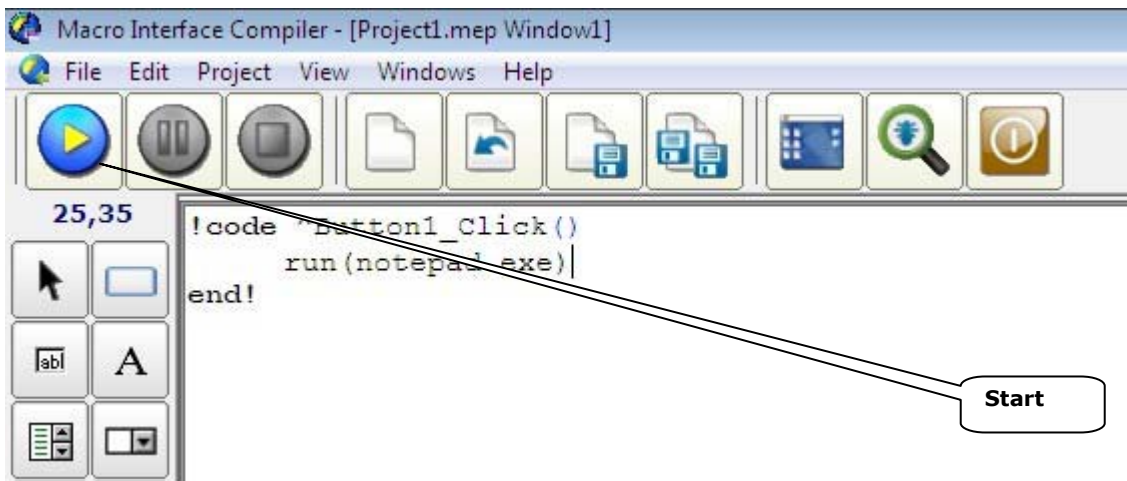 Macro Interface Compiler - [Project1.mep Window1]
File Edit Project View Windows Help
25,35
!code ^Button1_Click()
run(notepad.exe)
end!
abl
A
Start